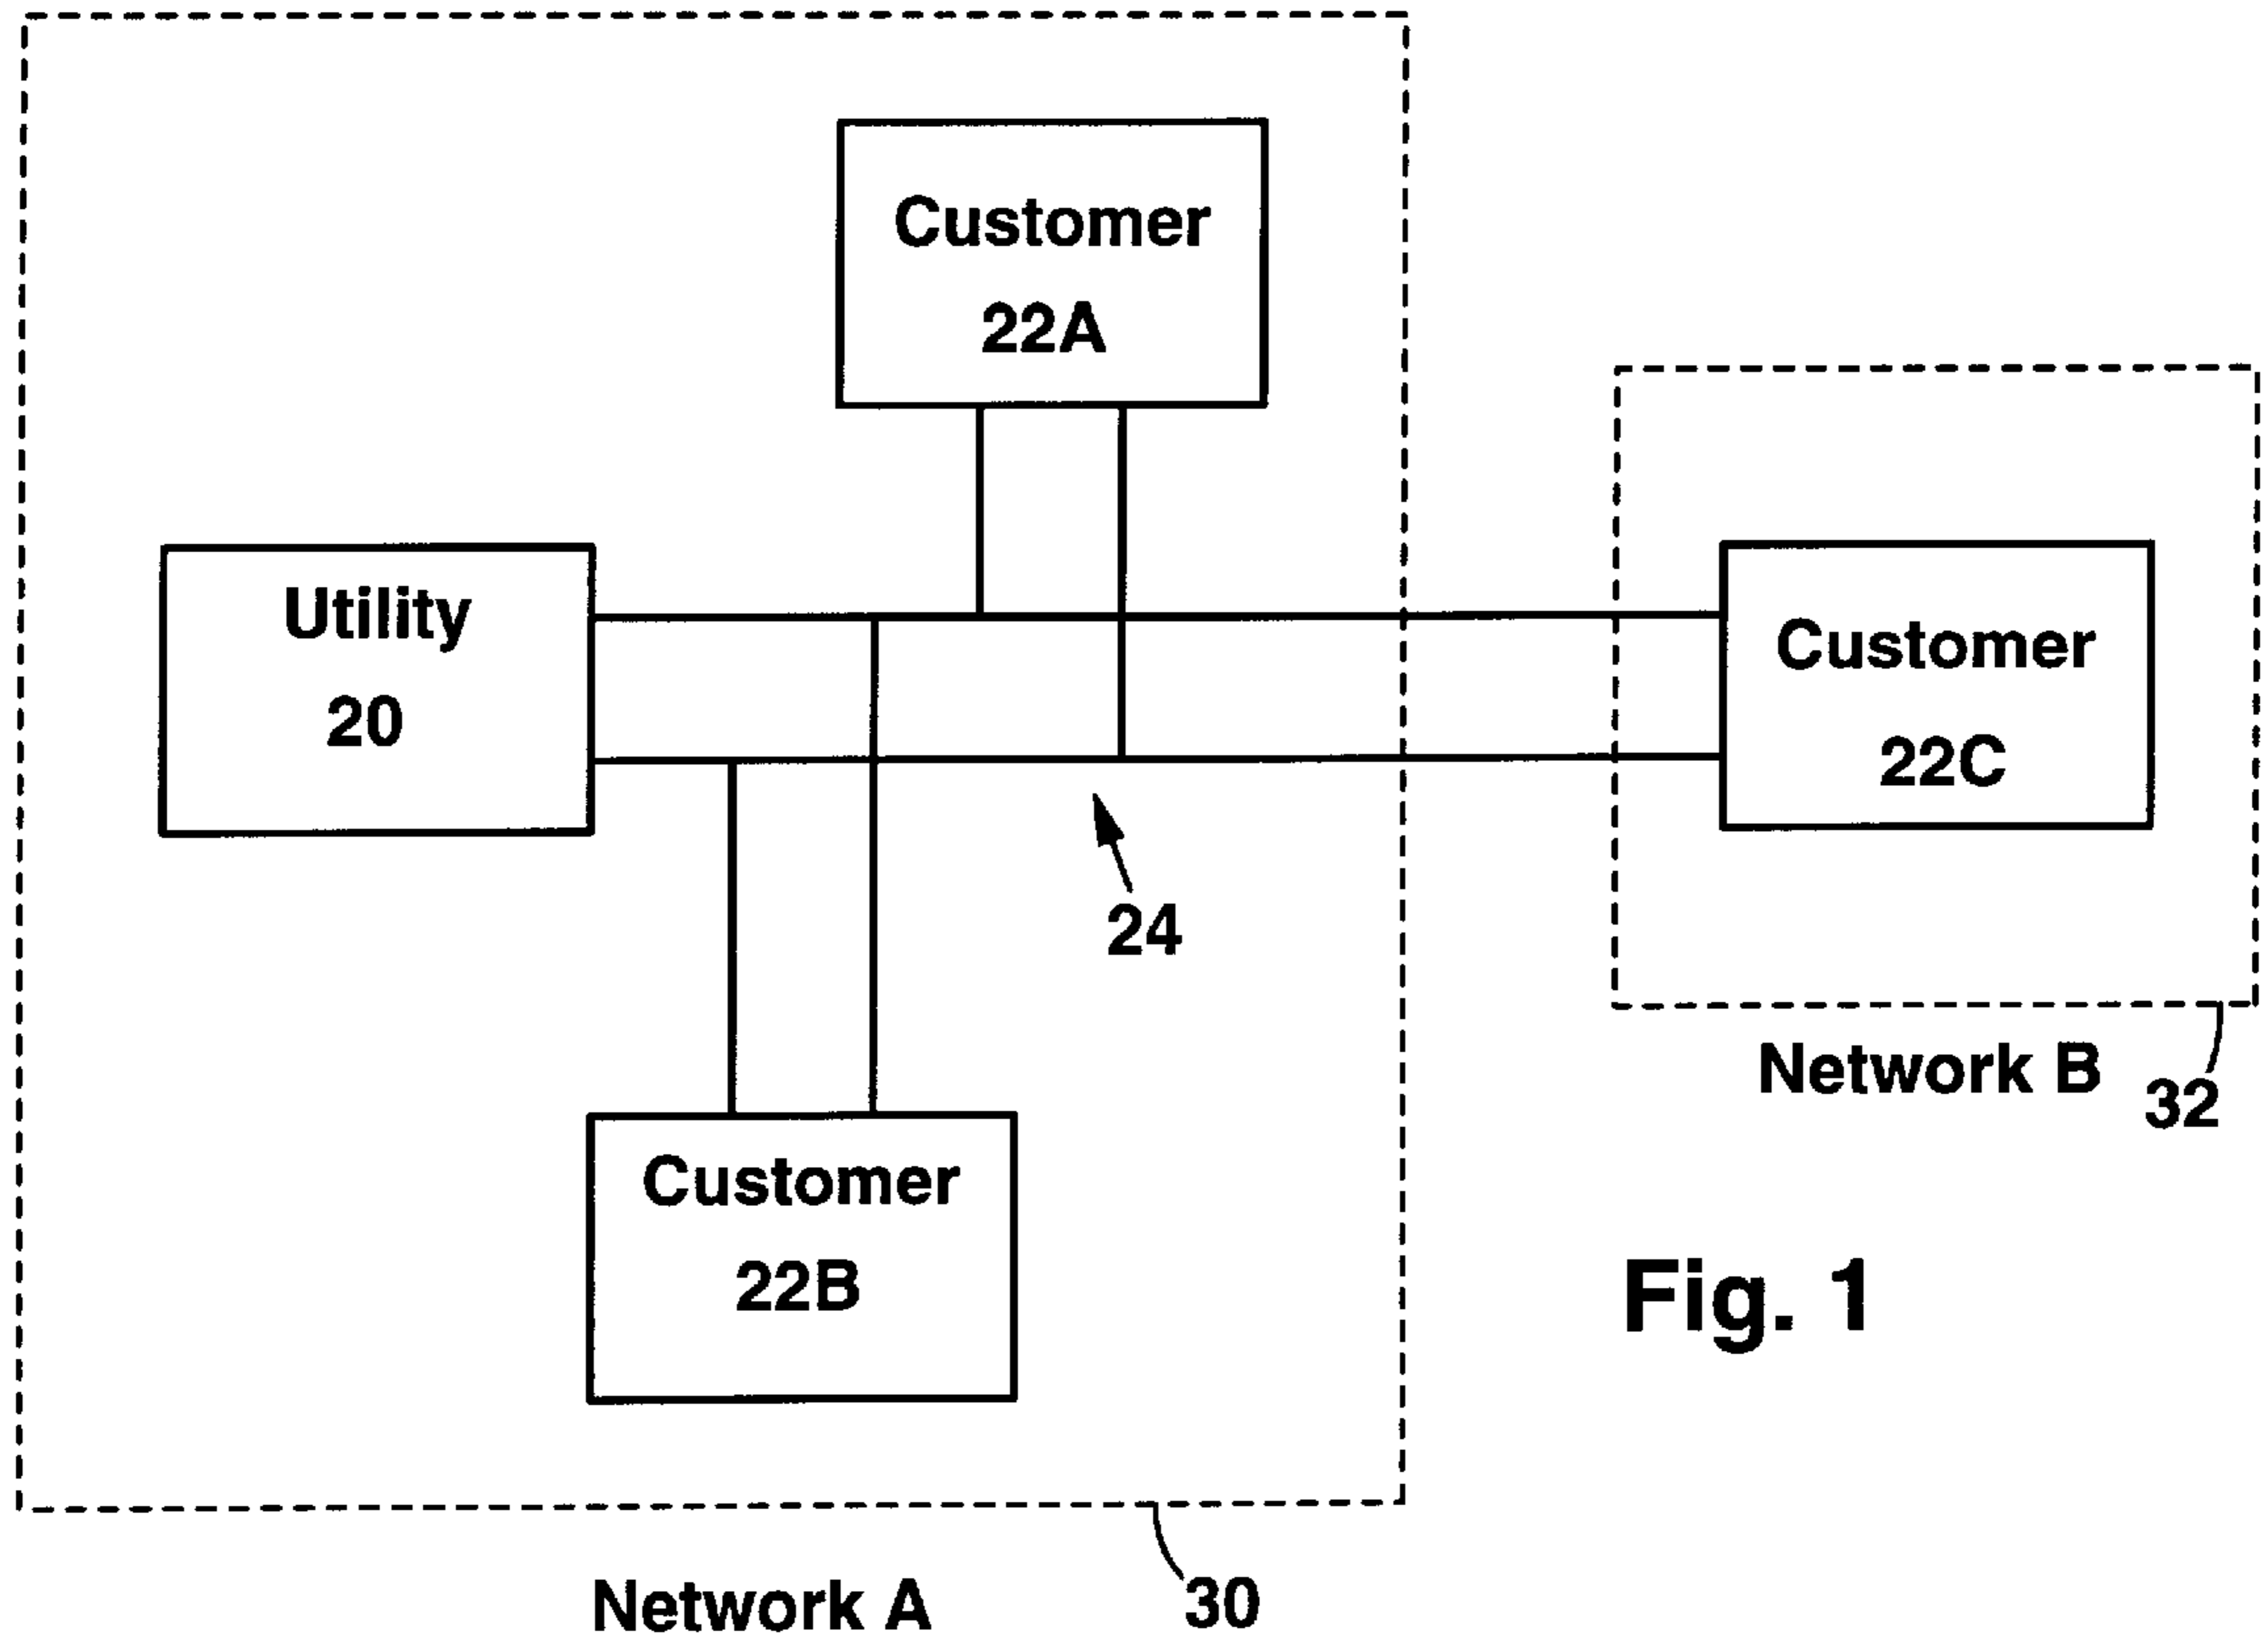 Customer
22A
Utility
20
Customer
22C
24
Network B
32
Customer
22B
Fig. 1
Network A
30